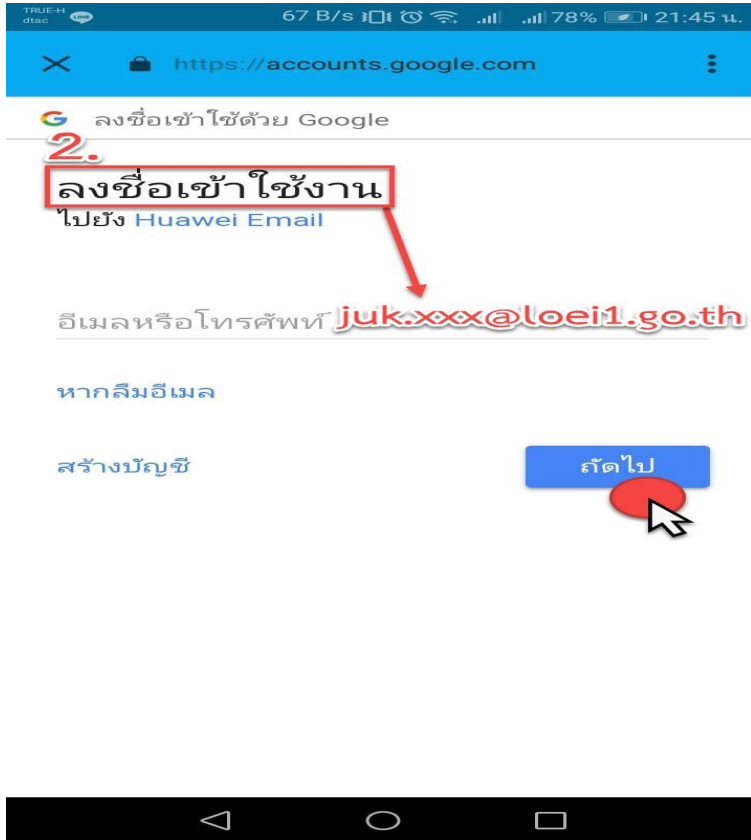 TRUE-H
dtac LINE
67 B/s 78% 21:45 น.
https://accounts.google.com
G ลงชื่อเข้าใช้ด้วย Google
2.
ลงชื่อเข้าใช้งาน
ไปยัง Huawei Email
อีเมลหรือโทรศัพท์ juk.xxx@loei1.go.th
หากลืมอีเมล
สร้างบัญชี ถัดไป